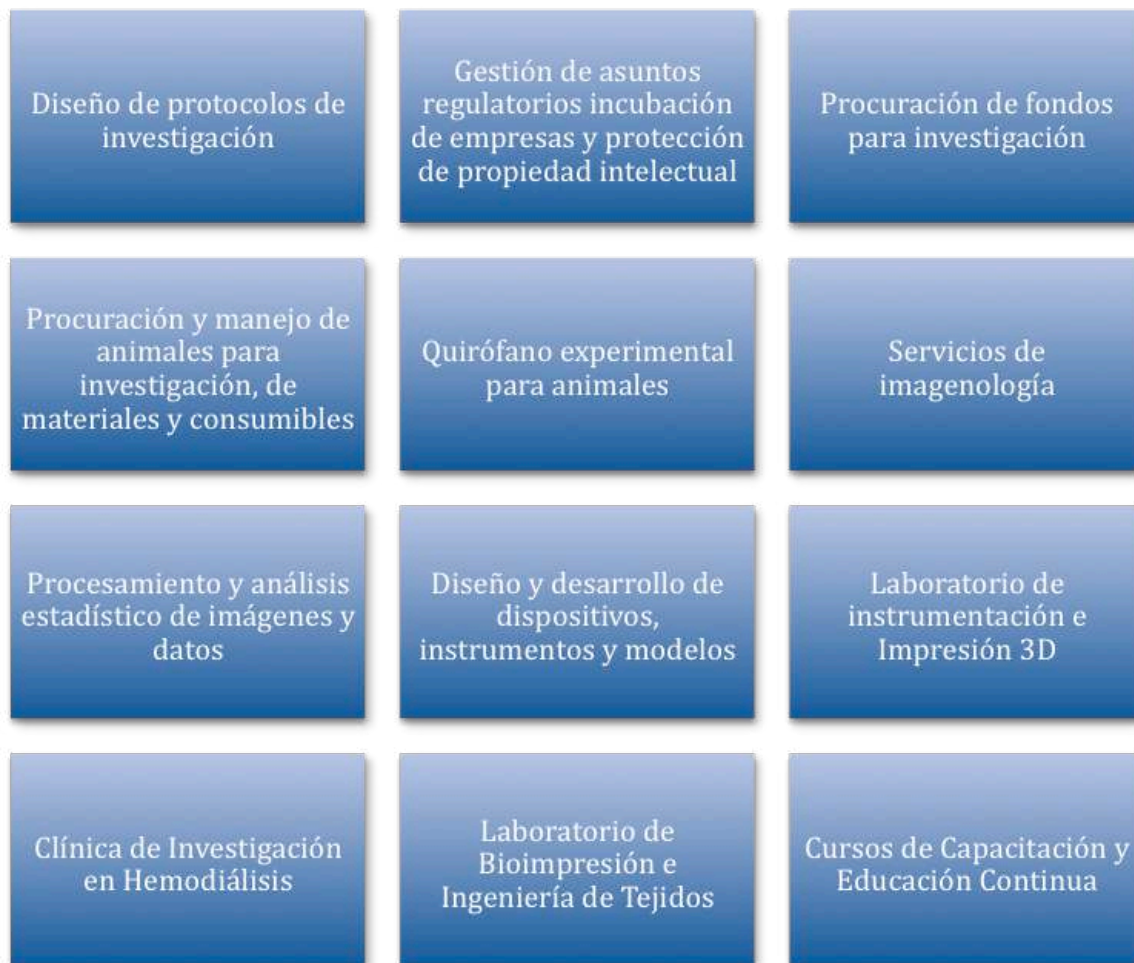 Diseño de protocolos de
investigación
Gestión de asuntos
regulatorios incubación
de empresas y protección
de propiedad intelectual
Procuración de fondos
para investigación
Procuración y manejo de
animales para
investigación, de
materiales y consumibles
Quirófano experimental
para animales
Servicios de
imagenología
Procesamiento y análisis
estadístico de imágenes y
datos
Diseño y desarrollo de
dispositivos,
instrumentos y modelos
Laboratorio de
instrumentación e
Impresión 3D
Clínica de Investigación
en Hemodiálisis
Laboratorio de
Bioimpresión e
Ingeniería de Tejidos
Cursos de Capacitación y
Educación Continua